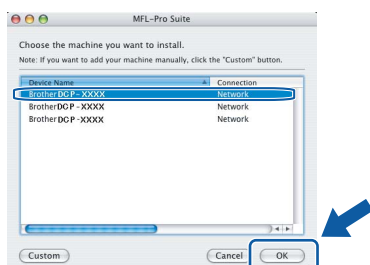 MFL-Pro Suite
Choose the machine you want to install.
Note: If you want to add your machine manually, click the "Custom" button.
Device Name Connection
Brother DCP-XXXX Network
Brother DCP-XXXX Network
Brother DCP-XXXX Network
Custom Cancel OK